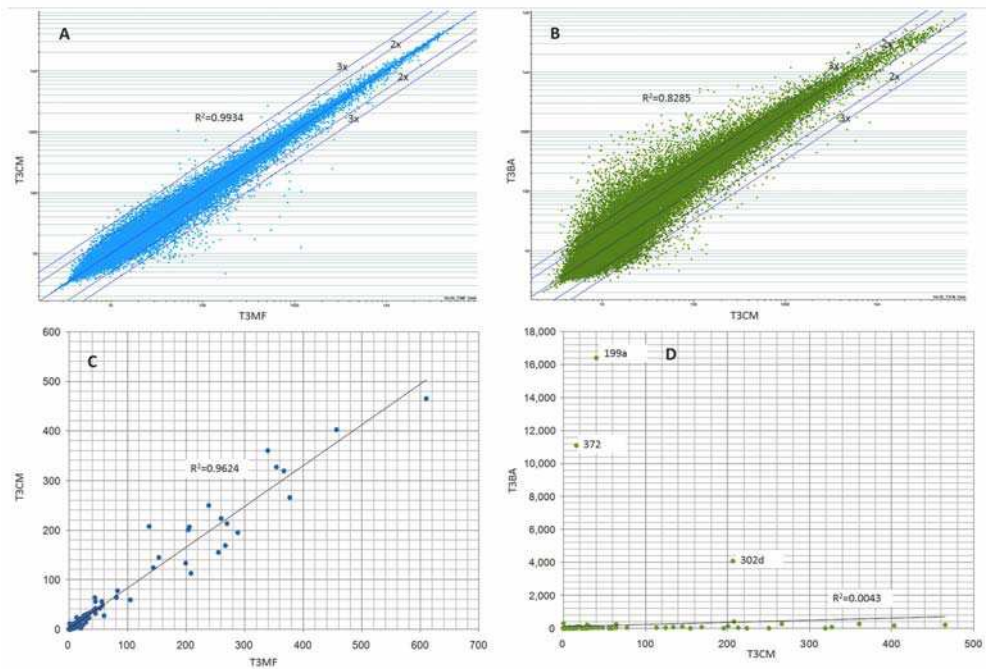 A
2x
3x
2x
3x
R²=0.9934
T3CM
T3MF
B
2x
3x
2x
3x
R²=0.8285
T3BA
T3CM
C
600
500
400
300
200
100
0
R²=0.9624
T3CM
0 100 200 300 400 500 600 700
T3MF
D
18,000
16,000
14,000
12,000
10,000
8,000
6,000
4,000
2,000
0
199a
372
302d
R²=0.0043
T3BA
0 100 200 300 400 500
T3CM